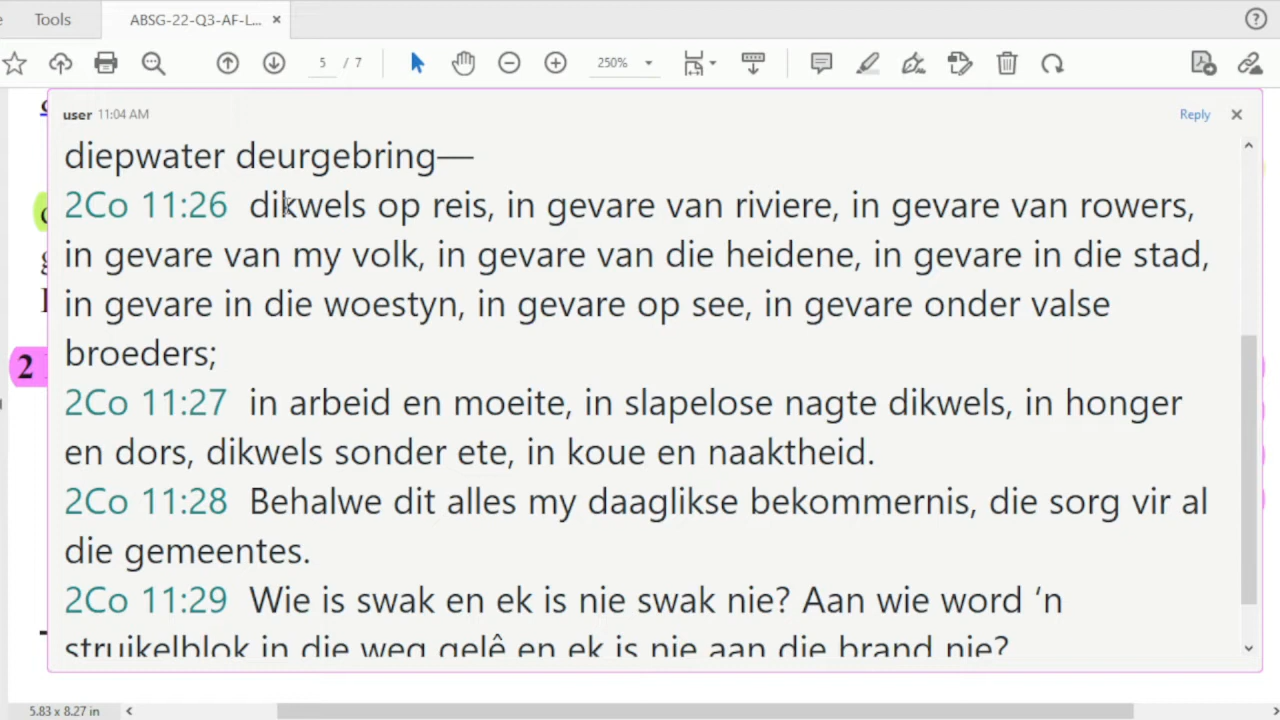 Tools
ABSG-22-Q3-AF-L... ×
5 / 7
250%
user 11:04 AM
Reply
diepwater deurgebring—
2Co 11:26 dikwels op reis, in gevare van riviere, in gevare van rowers,
in gevare van my volk, in gevare van die heidene, in gevare in die stad,
in gevare in die woestyn, in gevare op see, in gevare onder valse
broeders;
2
2Co 11:27 in arbeid en moeite, in slapelose nagte dikwels, in honger
en dors, dikwels sonder ete, in koue en naaktheid.
2Co 11:28 Behalwe dit alles my daaglikse bekommernis, die sorg vir al
die gemeentes.
2Co 11:29 Wie is swak en ek is nie swak nie? Aan wie word ‘n
struikelblok in die weg gelê en ek is nie aan die brand nie?
5.83 x 8.27 in